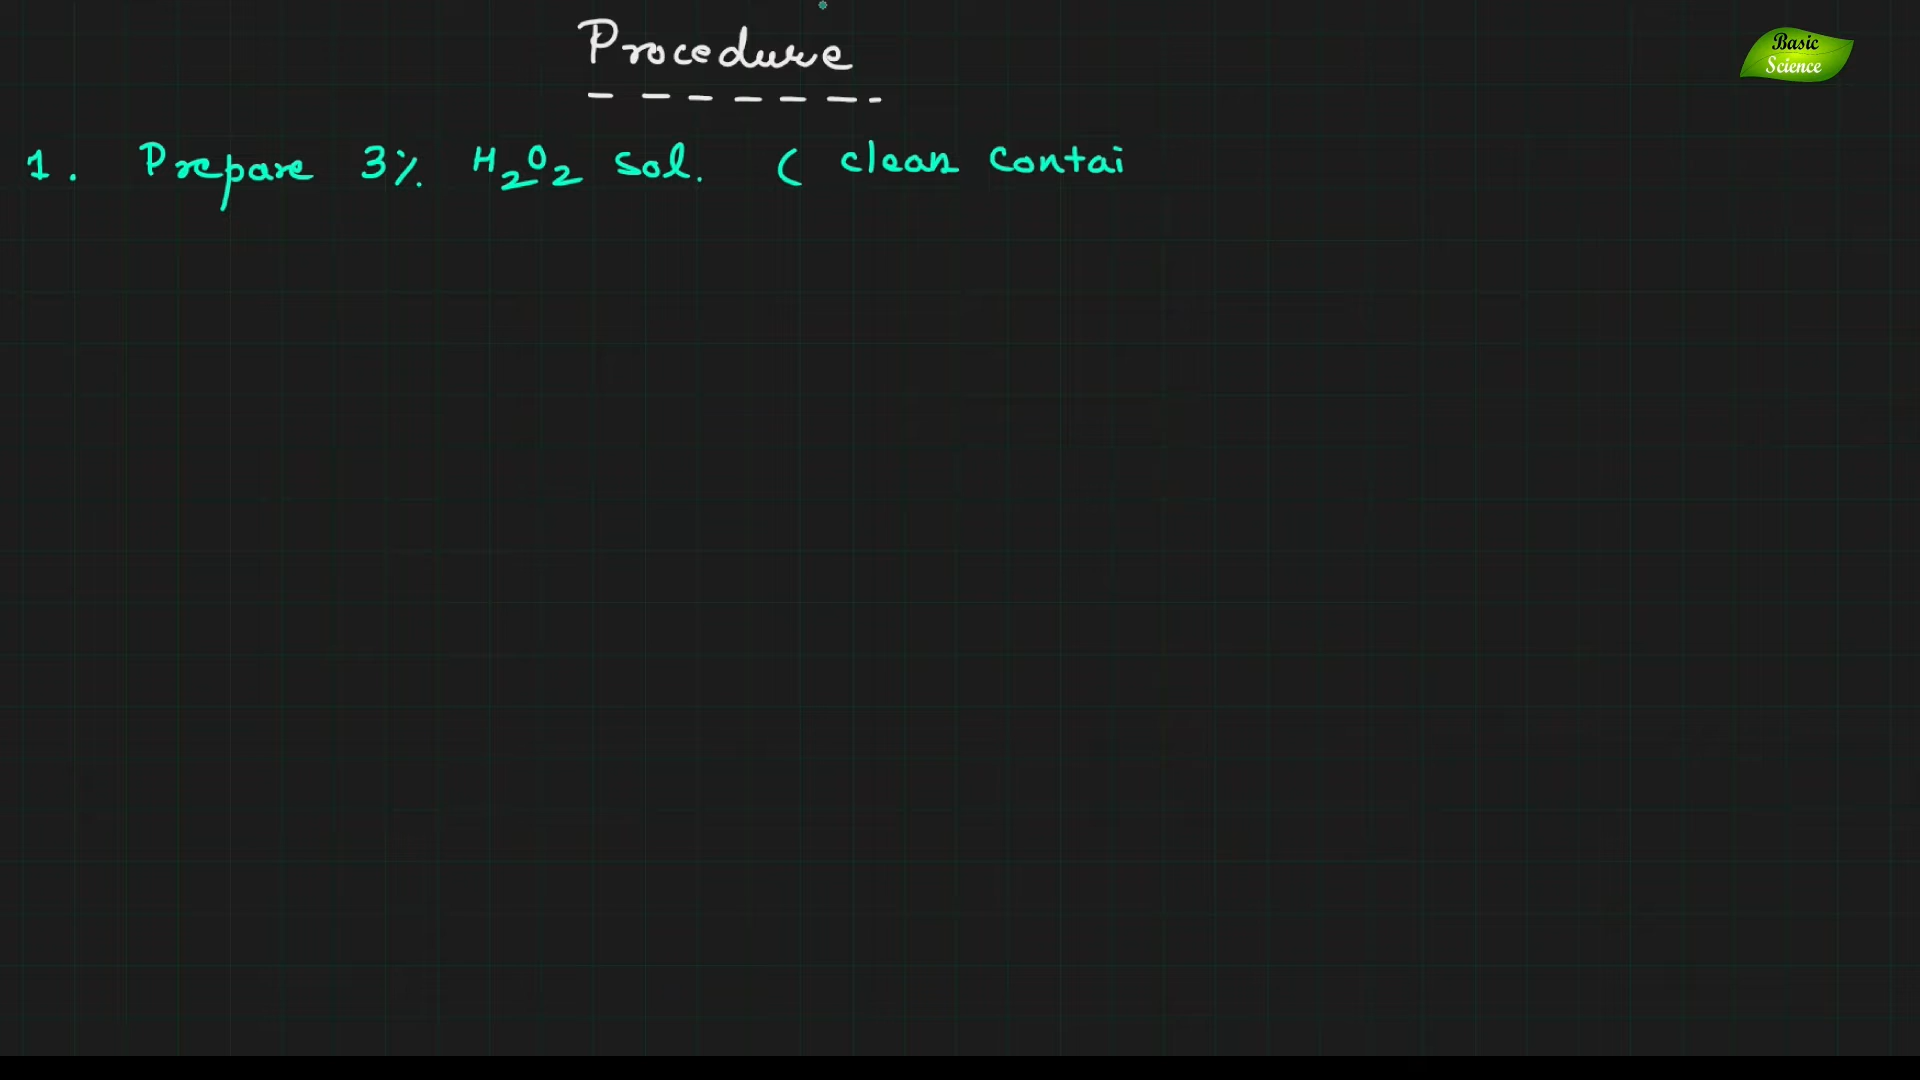 Procedure
Basic
Science
1. Prepare 3% H₂O₂ sol. ( clean Contai